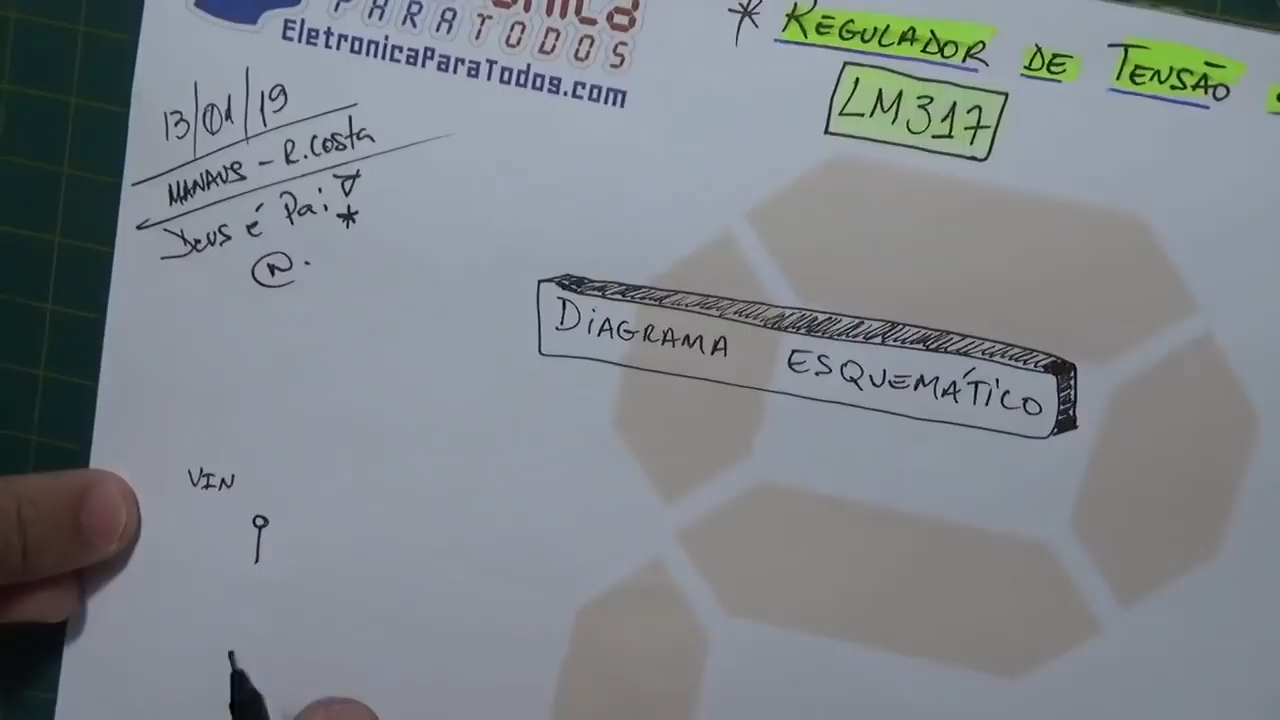 PARATODOS
EletronicaParaTodos.com
* REGULADOR DE TENSÃO
LM317
13/01/19
MANAUS - R. Costa
Deus é Pai
DIAGRAMA ESQUEMÁTICO
VIN